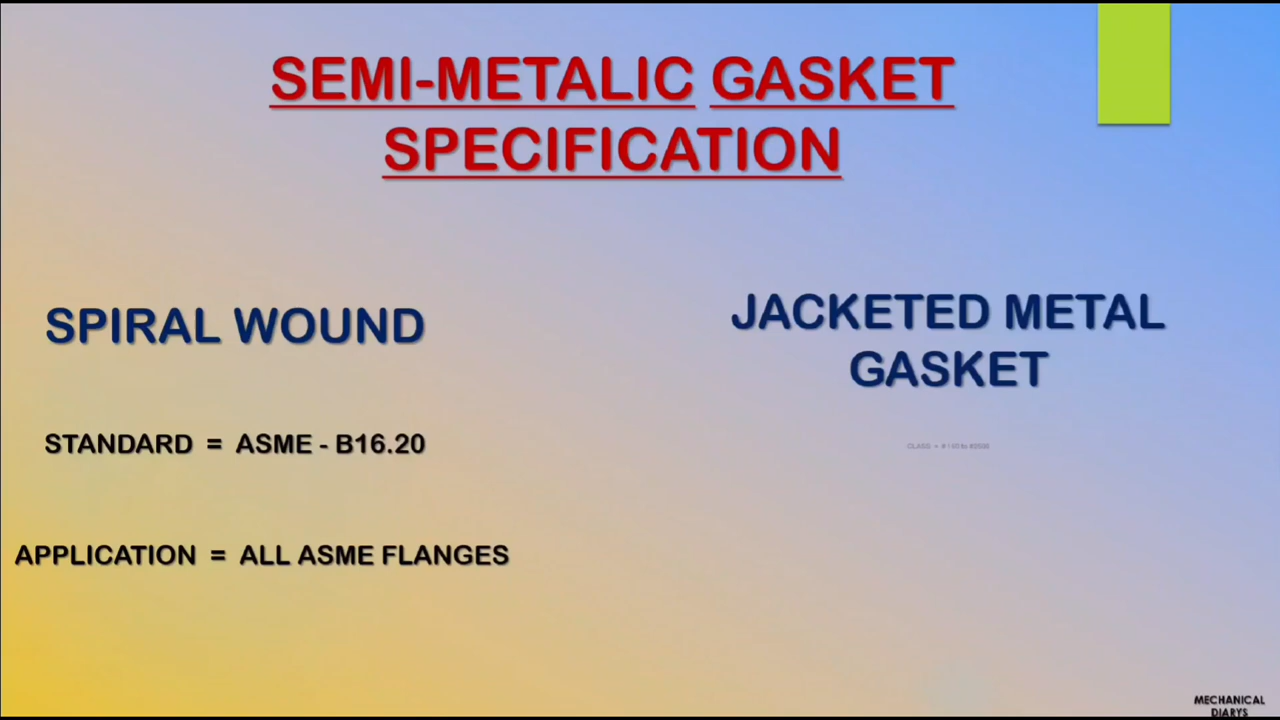 SEMI-METALIC GASKET
SPECIFICATION
SPIRAL WOUND
STANDARD = ASME - B16.20
APPLICATION = ALL ASME FLANGES
JACKETED METAL
GASKET
CLASS = #
MECHANICAL
DIARYS